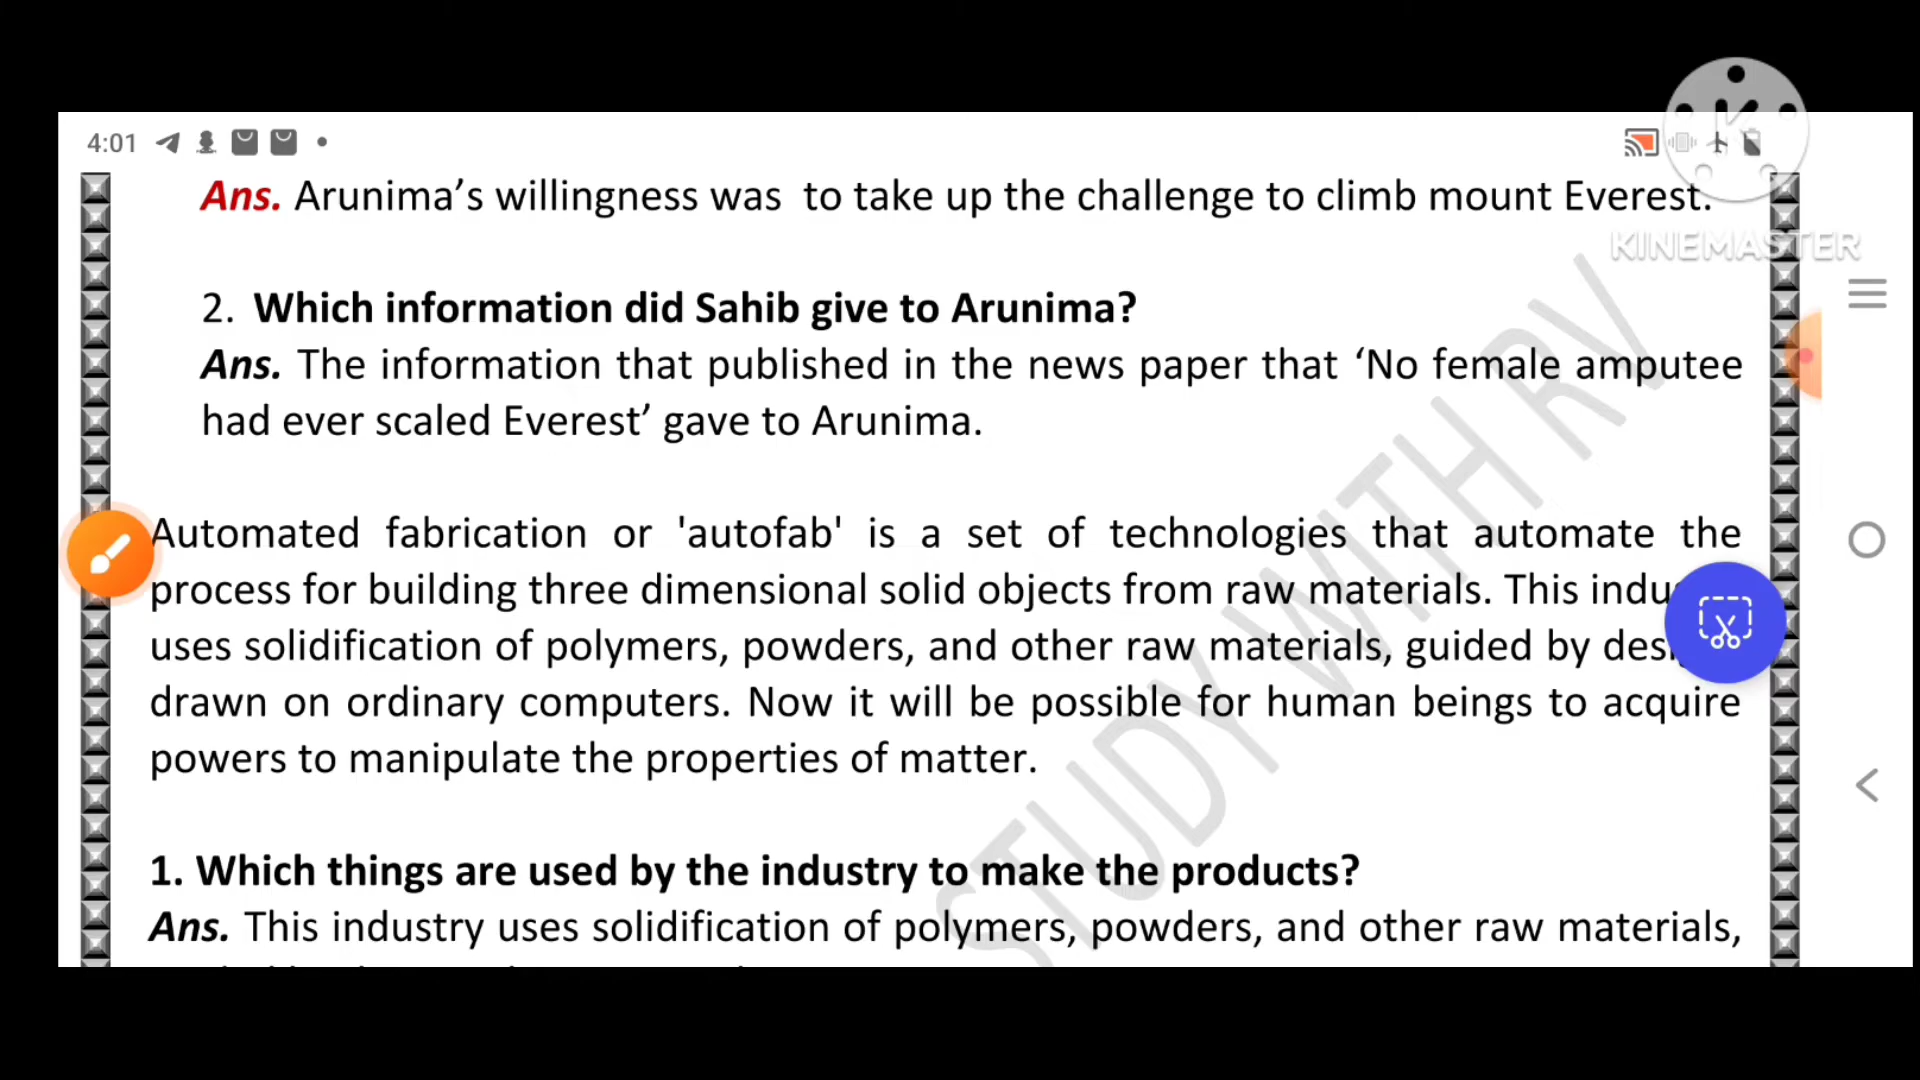 4:01
KINEMASTER
Ans. Arunima’s willingness was to take up the challenge to climb mount Everest.
2. Which information did Sahib give to Arunima?
Ans. The information that published in the news paper that ‘No female amputee
had ever scaled Everest’ gave to Arunima.
Automated fabrication or 'autofab' is a set of technologies that automate the
process for building three dimensional solid objects from raw materials. This
uses solidification of polymers, powders, and other raw materials, guided by
drawn on ordinary computers. Now it will be possible for human beings to acquire
powers to manipulate the properties of matter.
1. Which things are used by the industry to make the products?
Ans. This industry uses solidification of polymers, powders, and other raw materials,
STUDY WITH RV